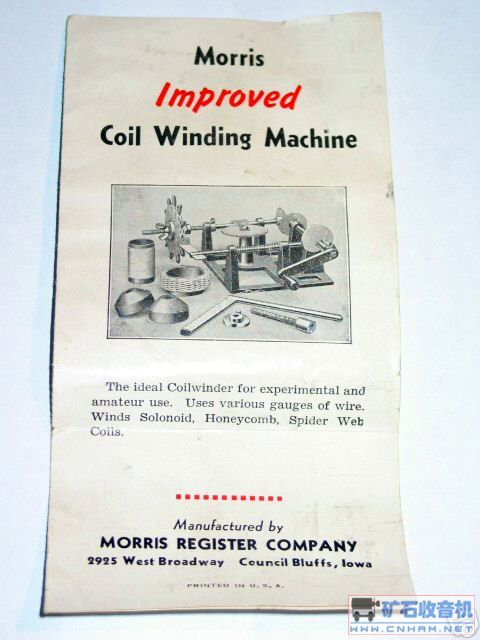 Morris
Improved
Coil Winding Machine
The ideal Coilwinder for experimental and
amateur use. Uses various gauges of wire.
Winds Solonoid, Honeycomb, Spider Web
Coils.
Manufactured by
MORRIS REGISTER COMPANY
2925 West Broadway Council Bluffs, Iowa
PRINTED IN U. S. A.
矿石收音机
WWW.CNHAM.NET